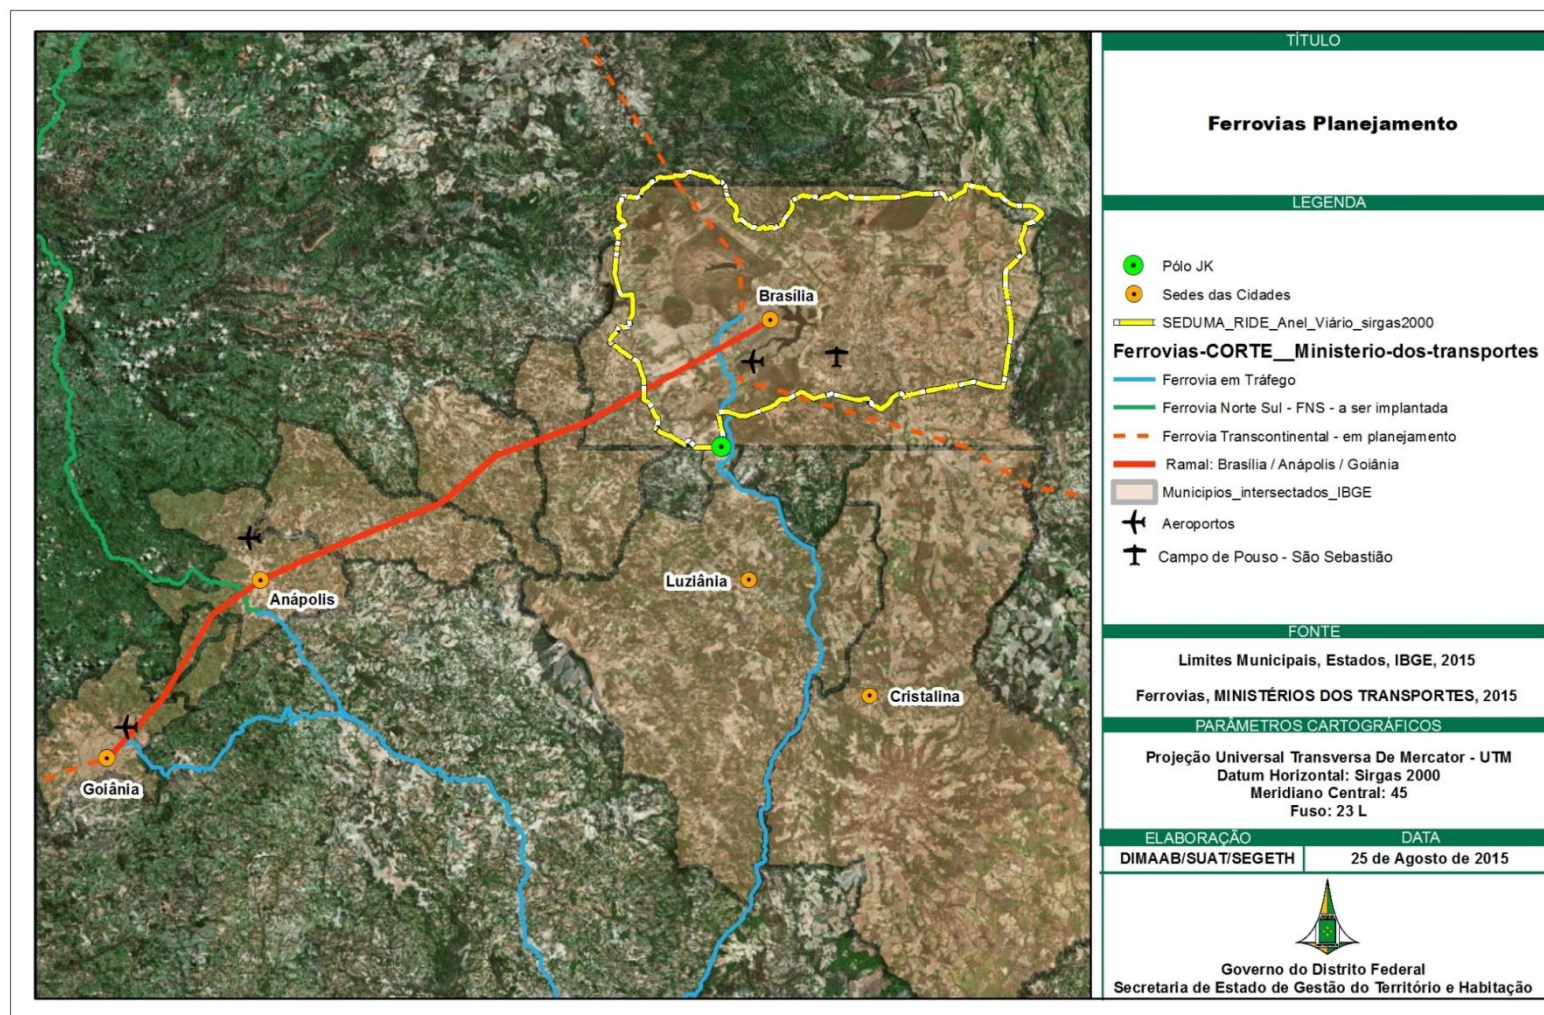 TÍTULO
Ferrovias Planejamento
LEGENDA
Pólo JK
Sedes das Cidades
SEDUMA_RIDE_Anel_Viário_sirgas2000
Ferrovias-CORTE__Ministerio-dos-transportes
Ferrovia em Tráfego
Ferrovia Norte Sul - FNS - a ser implantada
Ferrovia Transcontinental - em planejamento
Ramal: Brasília / Anápolis / Goiânia
Municipios_intersectados_IBGE
Aeroportos
Campo de Pouso - São Sebastião
FONTE
Limites Municipais, Estados, IBGE, 2015
Ferrovias, MINISTÉRIOS DOS TRANSPORTES, 2015
PARÂMETROS CARTOGRÁFICOS
Projeção Universal Transversa De Mercator - UTM
Datum Horizontal: Sirgas 2000
Meridiano Central: 45
Fuso: 23 L
ELABORAÇÃO DATA
DIMAAB/SUAT/SEGETH 25 de Agosto de 2015
Governo do Distrito Federal
Secretaria de Estado de Gestão do Território e Habitação
Brasília
Anápolis
Luziânia
Cristalina
Goiânia